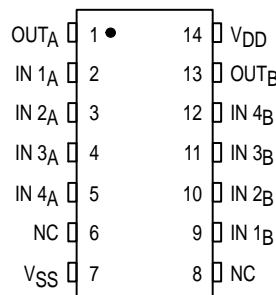 OUTA 1 14 VDD
IN 1A 2 13 OUTB
IN 2A 3 12 IN 4B
IN 3A 4 11 IN 3B
IN 4A 5 10 IN 2B
NC 6 9 IN 1B
VSS 7 8 NC